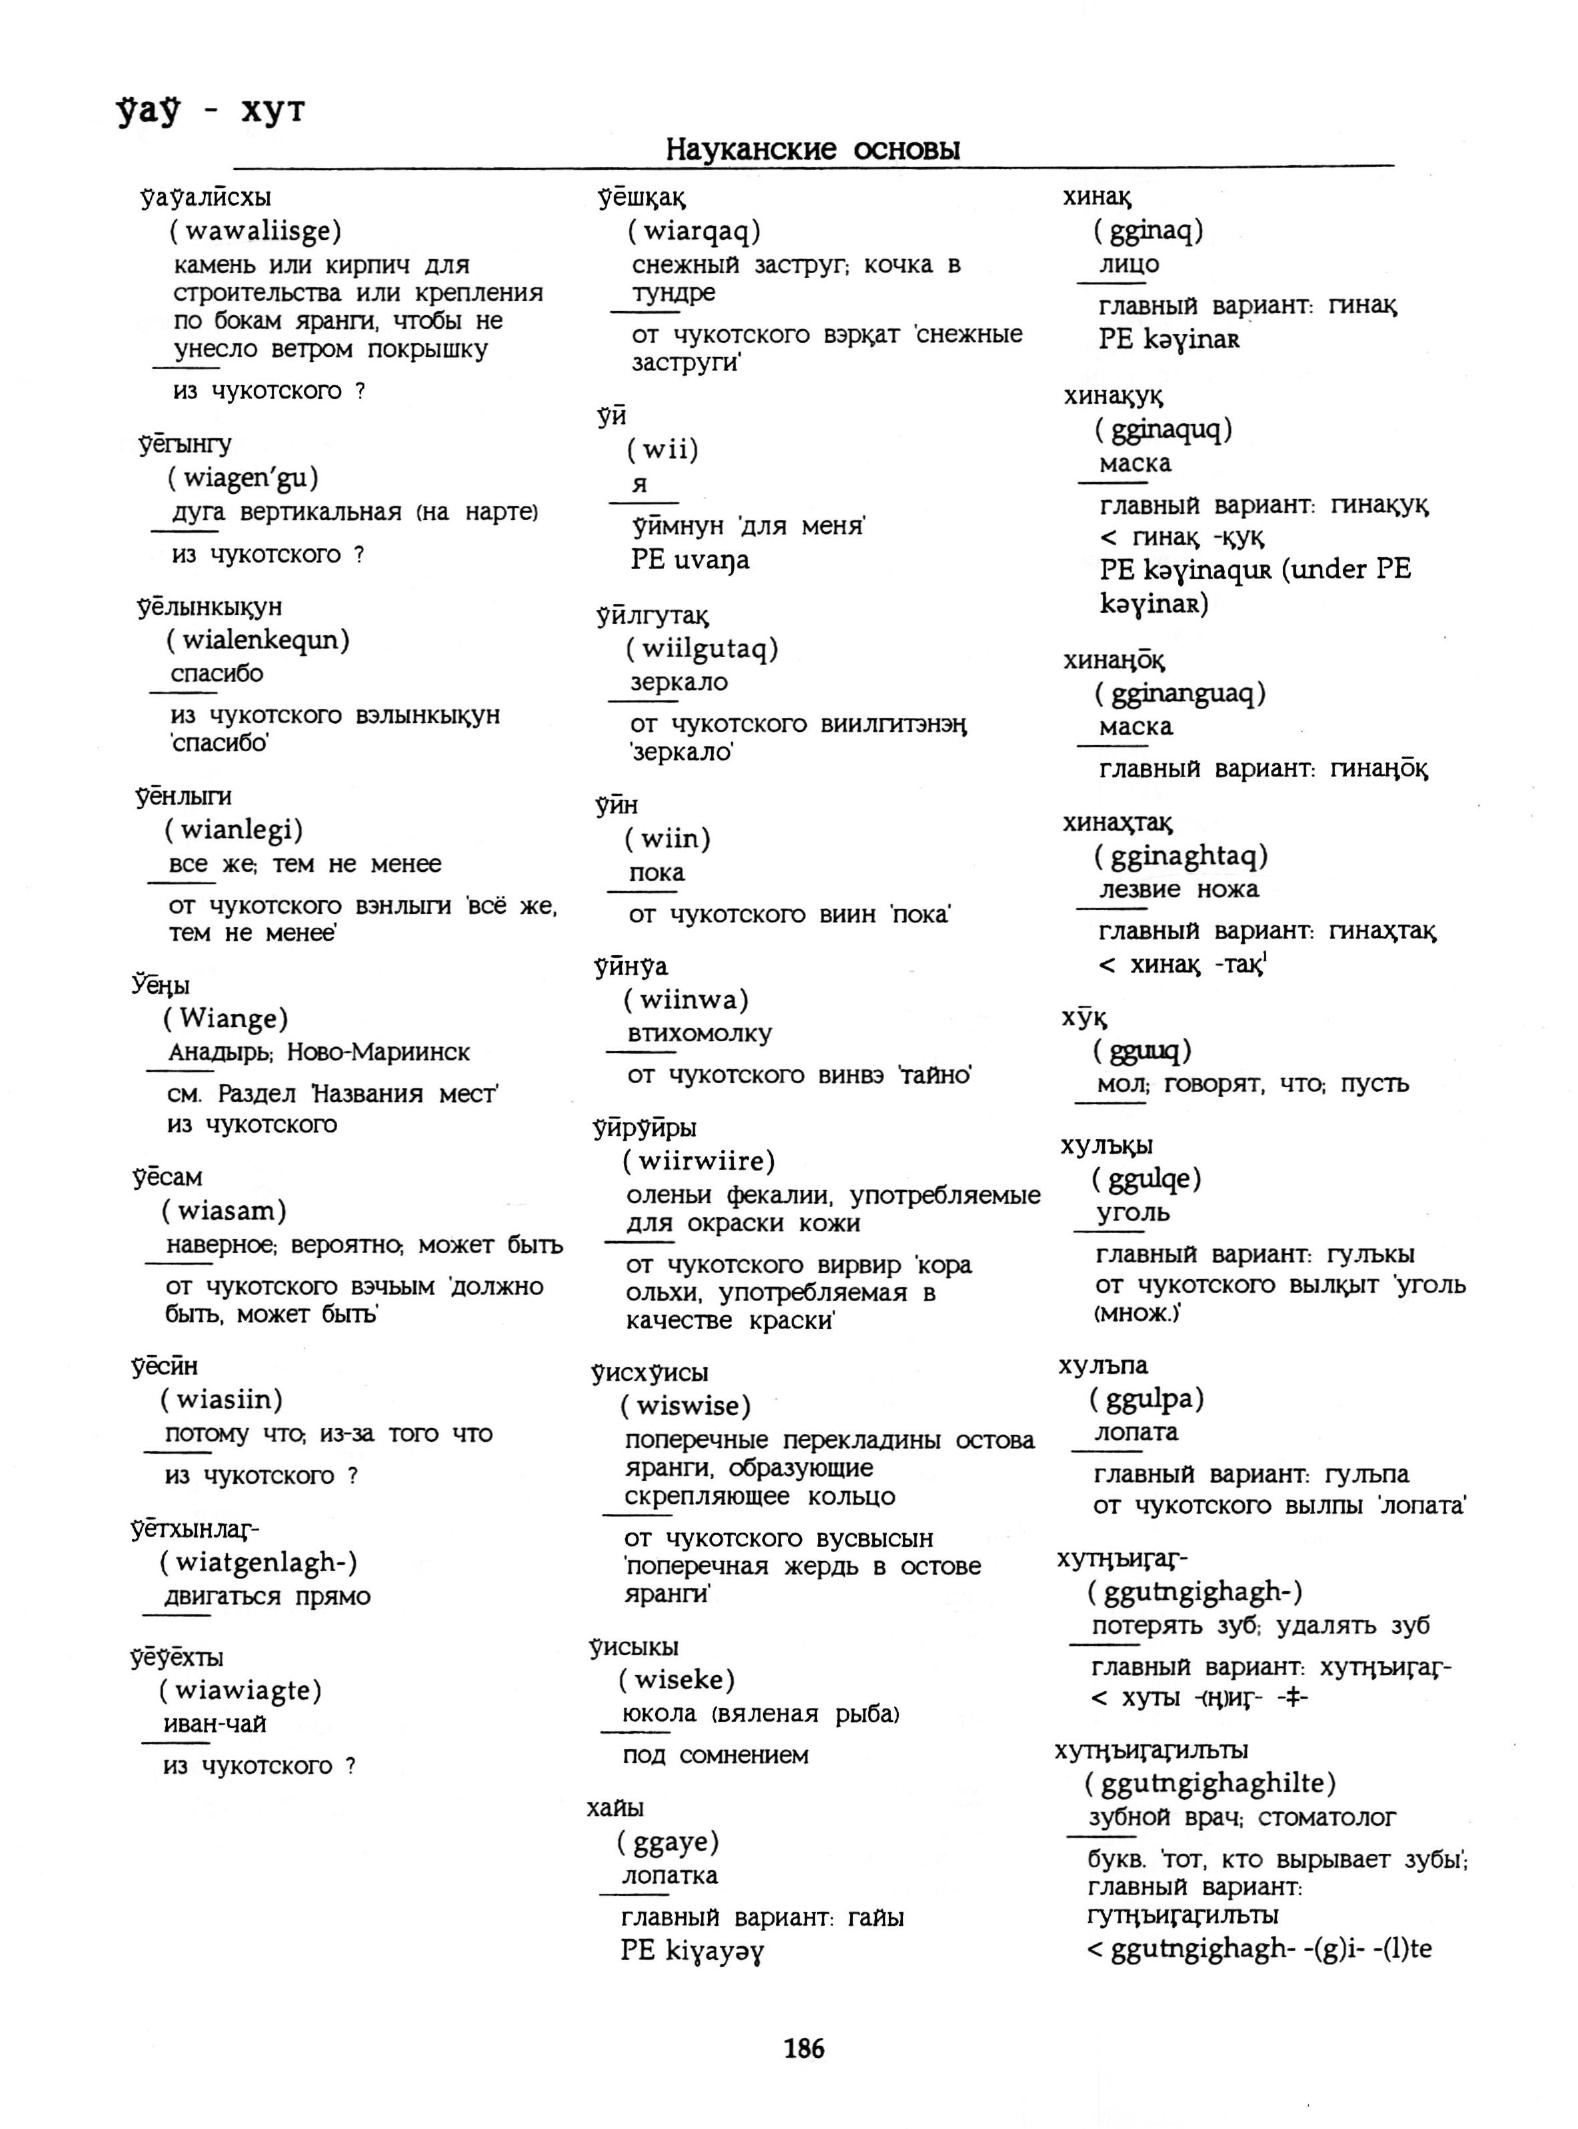 ўаў - хут
Науканские основы
ўаўалӣсхы
(wawaliisge)
камень или кирпич для
строительства или крепления
по бокам яранги, чтобы не
унесло ветром покрышку
из чукотского ?
ўёгынгу
(wiagen'gu)
дуга вертикальная (на нарте)
из чукотского ?
ўёлынкықун
(wialenkequn)
спасибо
из чукотского вэлынкықун
'спасибо'
ўёнлыги
(wianlegi)
все же; тем не менее
от чукотского вэнлыги 'всё же,
тем не менее'
Ўёңы
(Wiange)
Анадырь; Ново-Мариинск
см. Раздел 'Названия мест'
из чукотского
ўёсам
(wiasam)
наверное; вероятно; может быть
от чукотского вэчьым 'должно
быть, может быть'
ўёсӣн
(wiasiin)
потому что; из-за того что
из чукотского ?
ўётхынлаӷ-
(wiatgenlagh-)
двигаться прямо
ўёўёхты
(wiawiagte)
иван-чай
из чукотского ?
ўёшқақ
(wiarqaq)
снежный заструг; кочка в
тундре
от чукотского вэрқат 'снежные
заструги'
ўӣ
(wii)
я
ўӣмнун 'для меня'
PE uvaŋa
ўӣлгутақ
(wiilgutaq)
зеркало
от чукотского виилгитэнэң
'зеркало'
ўӣн
(wiin)
пока
от чукотского виин 'пока'
ўӣнўа
(wiinwa)
втихомолку
от чукотского винвэ 'тайно'
ўӣрўӣры
(wiirwiire)
оленьи фекалии, употребляемые
для окраски кожи
от чукотского вирвир 'кора
ольхи, употребляемая в
качестве краски'
ўисхўисы
(wiswise)
поперечные перекладины остова
яранги, образующие
скрепляющее кольцо
от чукотского вусвысын
'поперечная жердь в остове
яранги'
ўисыкы
(wiseke)
юкола (вяленая рыба)
под сомнением
хайы
(ggaye)
лопатка
главный вариант: гайы
PE kiɣayəɣ
хинақ
(gginaq)
лицо
главный вариант: гинақ
PE kəɣinaʀ
хинақуқ
(gginaquq)
маска
главный вариант: гинақуқ
< гинақ -қуқ
PE kəɣinaquʀ (under PE
kəɣinaʀ)
хинаңōқ
(gginanguaq)
маска
главный вариант: гинаңōқ
хинаҳтақ
(gginaghtaq)
лезвие ножа
главный вариант: гинаҳтақ
< хинақ -тақ¹
хӯқ
(gguuq)
мол; говорят, что; пусть
хулъқы
(ggulqe)
уголь
главный вариант: гулькы
от чукотского вылқыт 'уголь
(множ.)'
хулъпа
(ggulpa)
лопата
главный вариант: гулъпа
от чукотского вылпы 'лопата'
хутңъиӷаӷ-
(ggutngighagh-)
потерять зуб; удалять зуб
главный вариант: хутңъиӷаӷ-
< хуты -(ң)иӷ- -‡-
хутңъиӷаӷилъты
(ggutngighaghilte)
зубной врач; стоматолог
букв. 'тот, кто вырывает зубы';
главный вариант:
гутңъиӷаӷилъты
< ggutngighagh- -(g)i- -(l)te
186